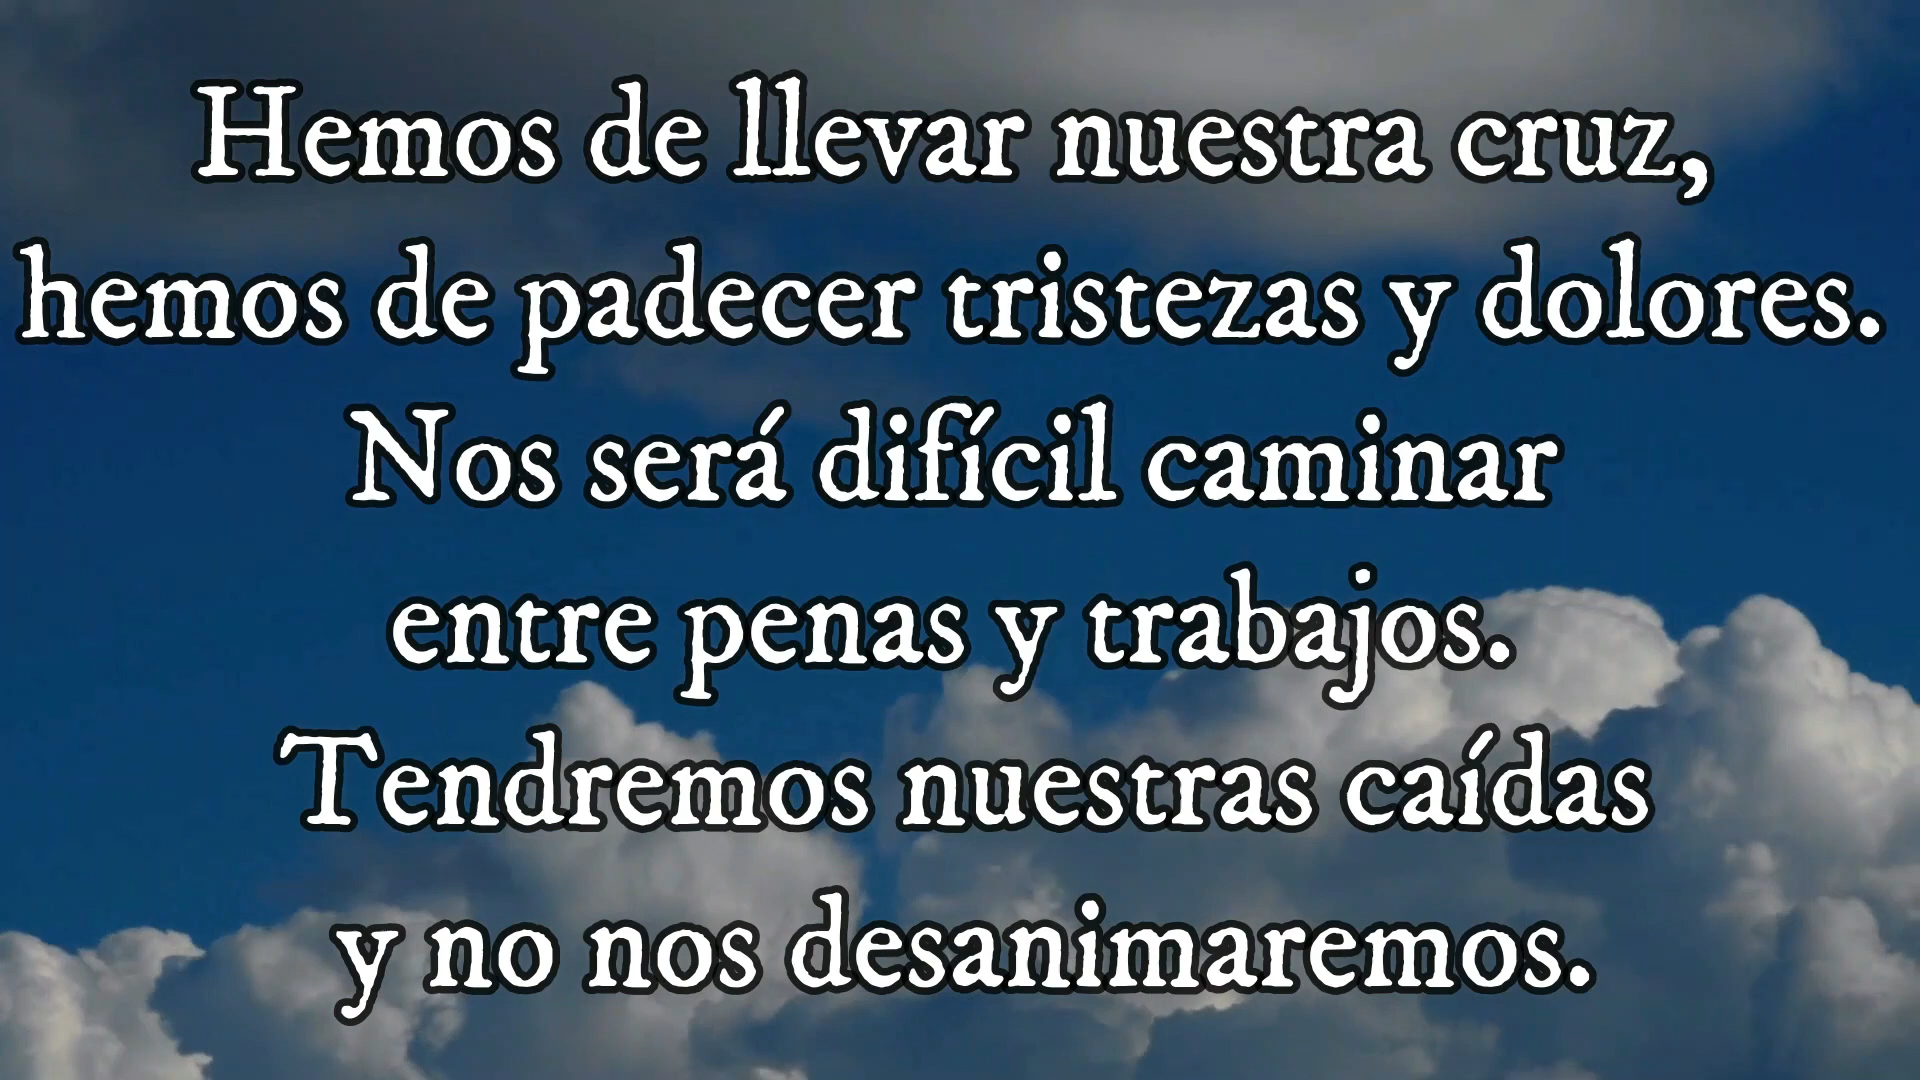 Hemos de llevar nuestra cruz,
hemos de padecer tristezas y dolores.
Nos será difícil caminar
entre penas y trabajos.
Tendremos nuestras caídas
y no nos desanimaremos.